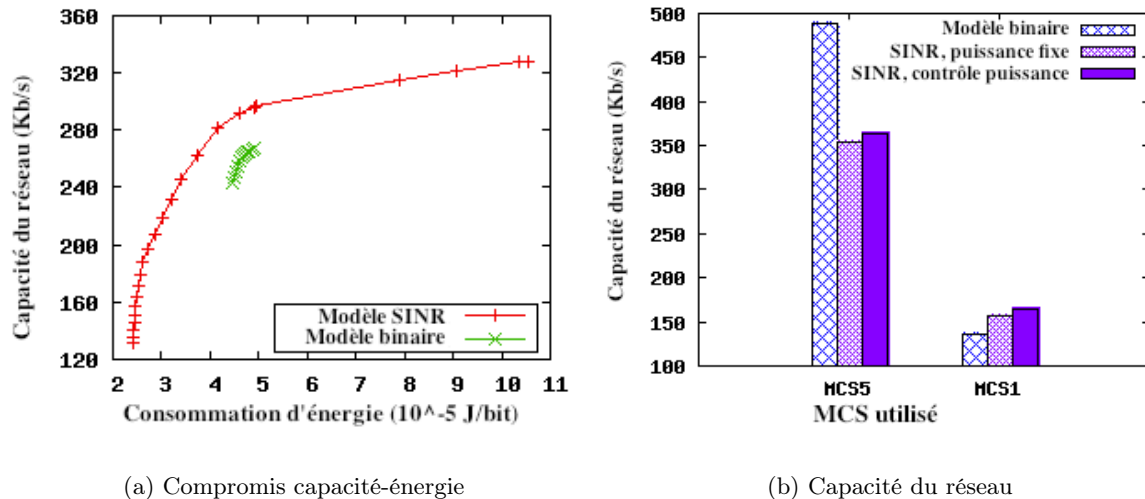 360
320
280
240
200
160
120
Capacité du réseau (Kb/s)
Modèle SINR
Modèle binaire
2 3 4 5 6 7 8 9 10 11
Consommation d'énergie (10^-5 J/bit)
(a) Compromis capacité-énergie
500
450
400
350
300
250
200
150
100
Capacité du réseau (Kb/s)
Modèle binaire
SINR, puissance fixe
SINR, contrôle puissance
MCS5 MCS1
MCS utilisé
(b) Capacité du réseau